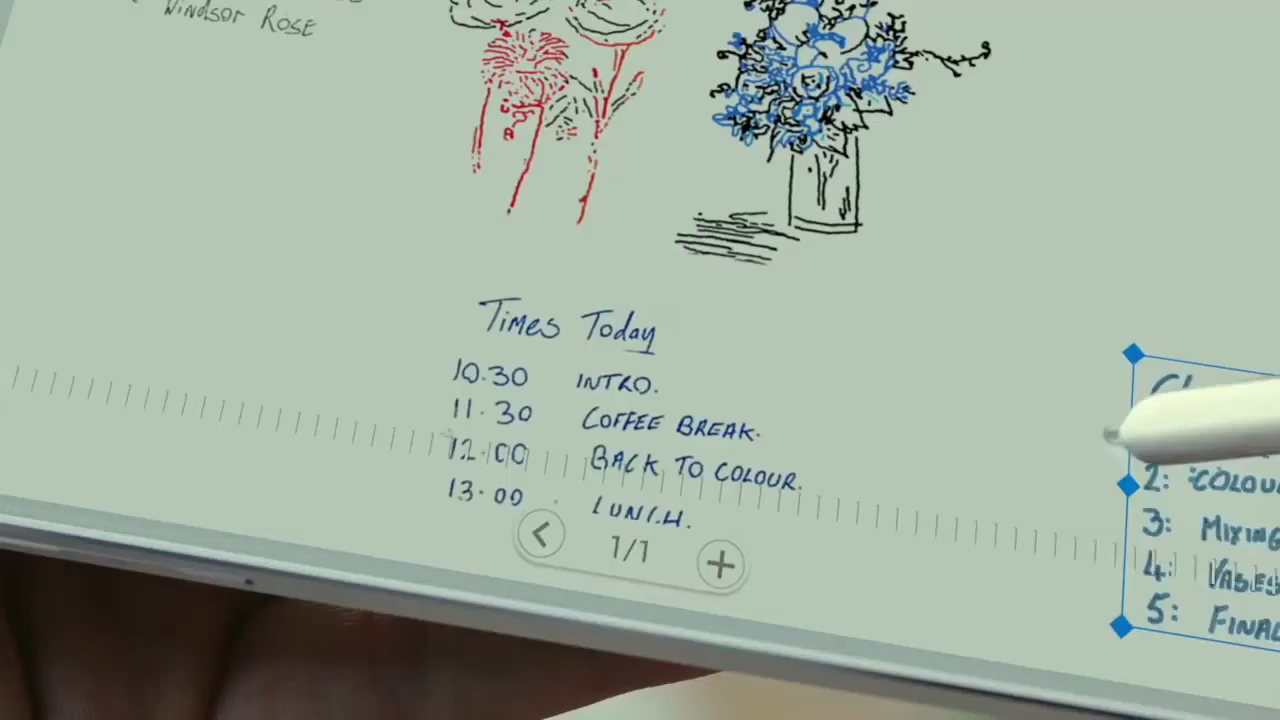 Windsor Rose
Times Today
10.30 INTRO.
11.30 COFFEE BREAK.
12.00 BACK TO COLOUR.
13.00 LUNCH.
1/1
2:
3: MIXING
4: VASES
5: FINAL